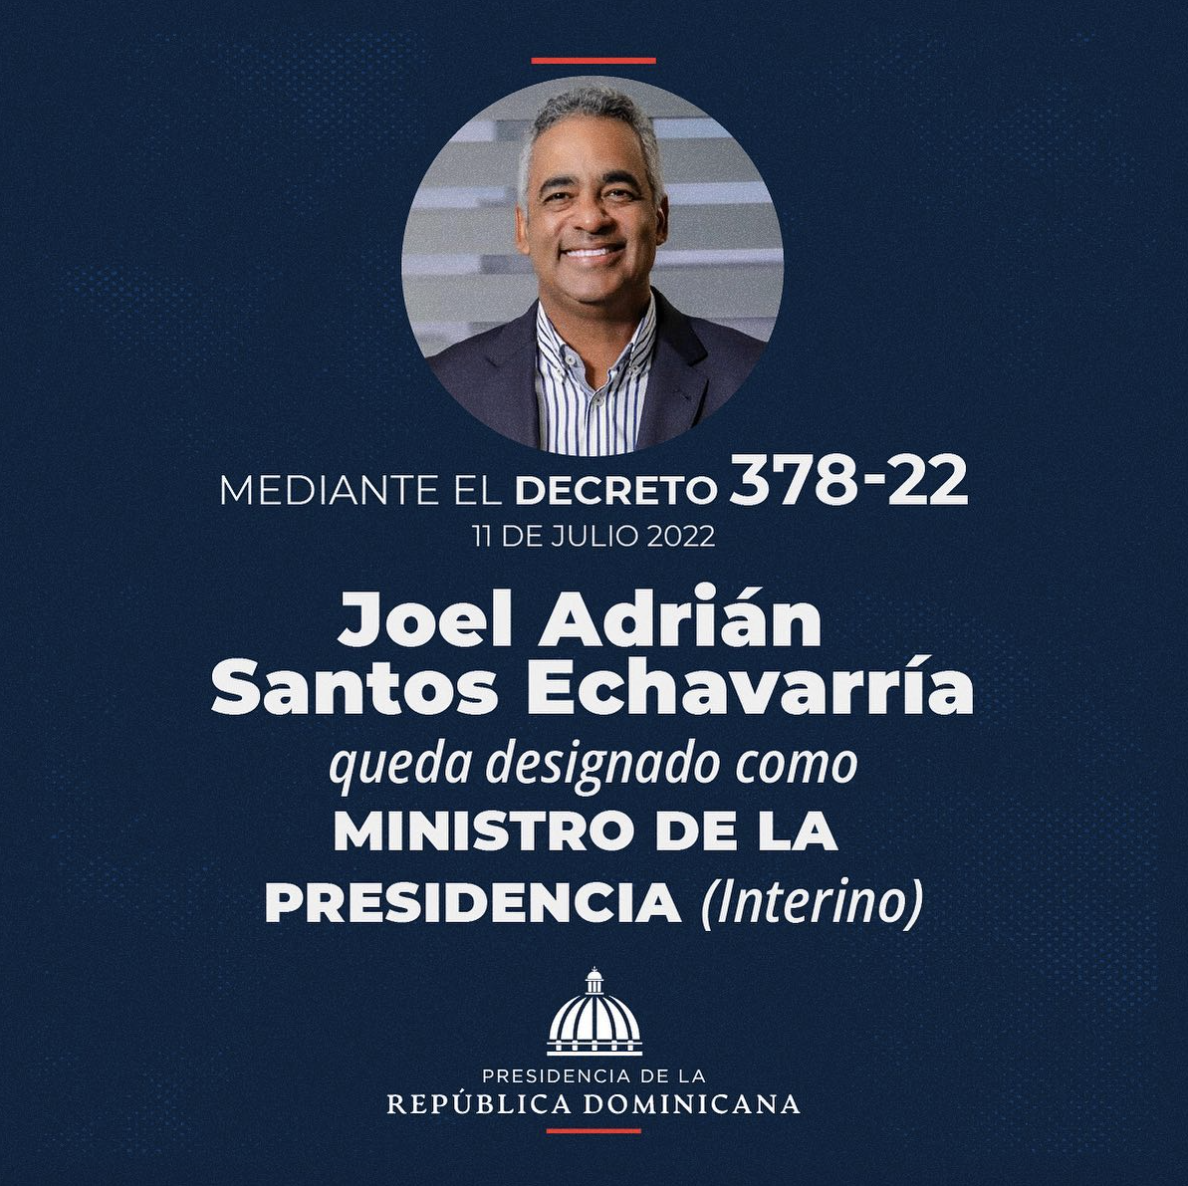 MEDIANTE EL DECRETO 378-22
11 DE JULIO 2022
Joel Adrián
Santos Echavarría
queda designado como
MINISTRO DE LA
PRESIDENCIA (Interino)
PRESIDENCIA DE LA
REPÚBLICA DOMINICANA